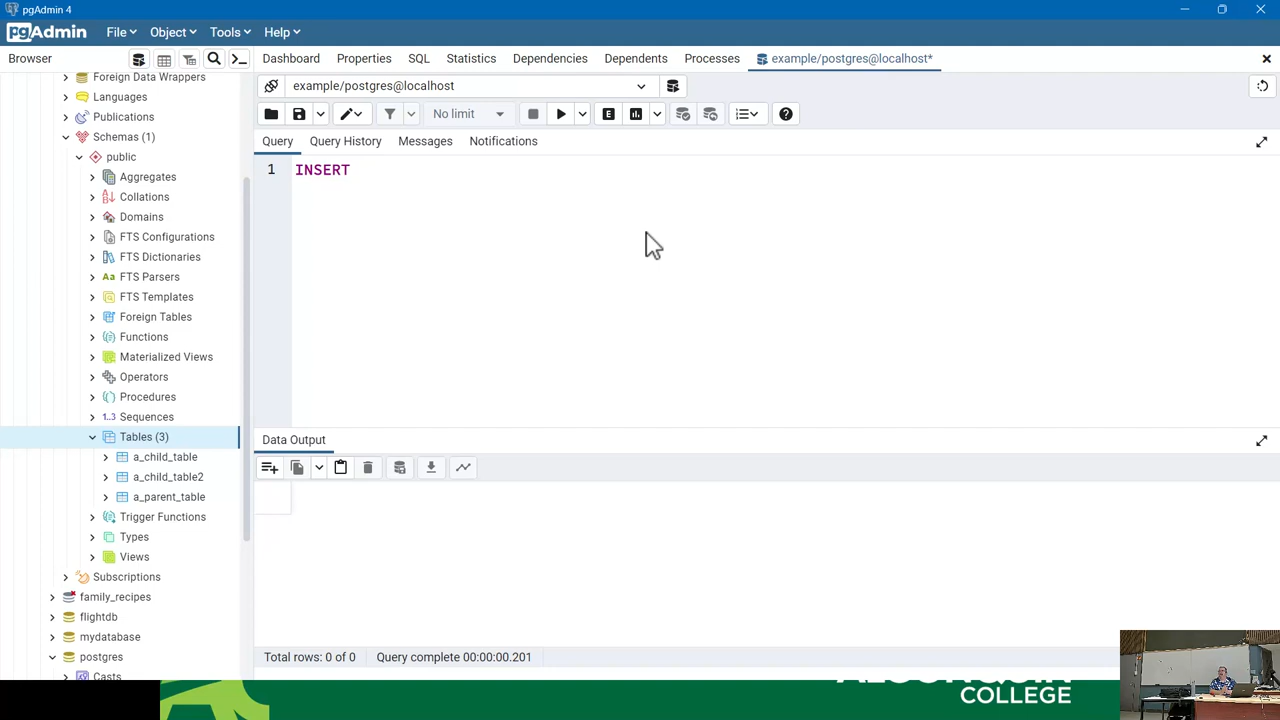 pgAdmin 4
pgAdmin File Object Tools Help
Browser Dashboard Properties SQL Statistics Dependencies Dependents Processes example/postgres@localhost*
Foreign Data Wrappers
Languages
Publications
Schemas (1)
public
Aggregates
Collations
Domains
FTS Configurations
FTS Dictionaries
FTS Parsers
FTS Templates
Foreign Tables
Functions
Materialized Views
Operators
Procedures
1..3 Sequences
Tables (3)
a_child_table
a_child_table2
a_parent_table
Trigger Functions
Types
Views
Subscriptions
family_recipes
flightdb
mydatabase
postgres
Casts
example/postgres@localhost
No limit E
Query Query History Messages Notifications
1 INSERT
Data Output
Total rows: 0 of 0 Query complete 00:00:00.201
COLLEGE